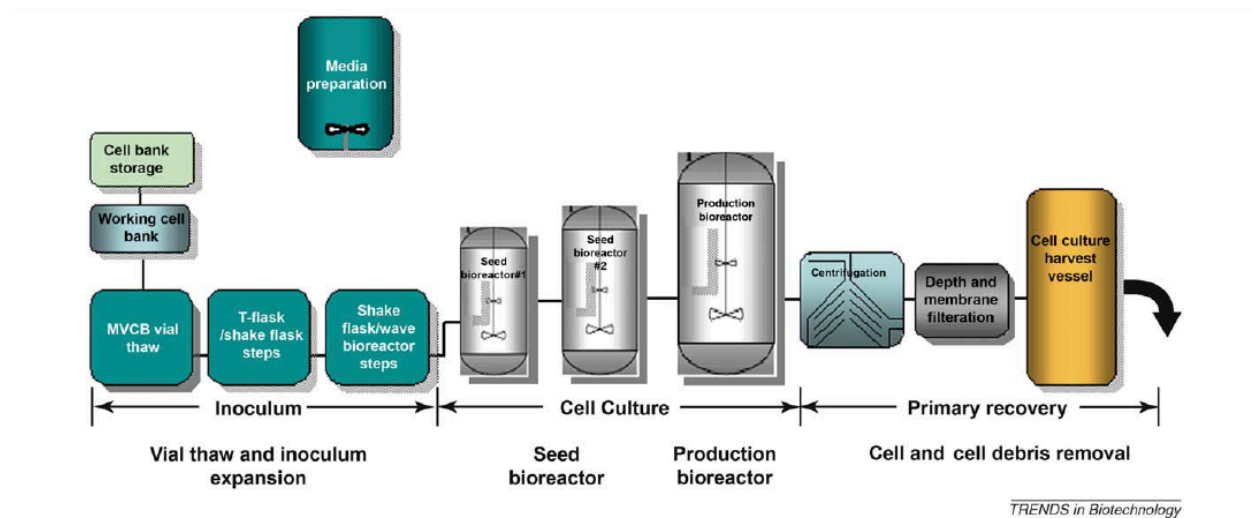 Media
preparation
Cell bank
storage
Working cell
bank
MVCB vial
thaw
T-flask
/shake flask
steps
Shake
flask/wave
bioreactor
steps
Seed
bioreactor#1
Seed
bioreactor
#2
Production
bioreactor
Centrifugation
Depth and
membrane
filteration
Cell culture
harvest
vessel
Inoculum
Cell Culture
Primary recovery
Vial thaw and inoculum
expansion
Seed
bioreactor
Production
bioreactor
Cell and cell debris removal
TRENDS in Biotechnology